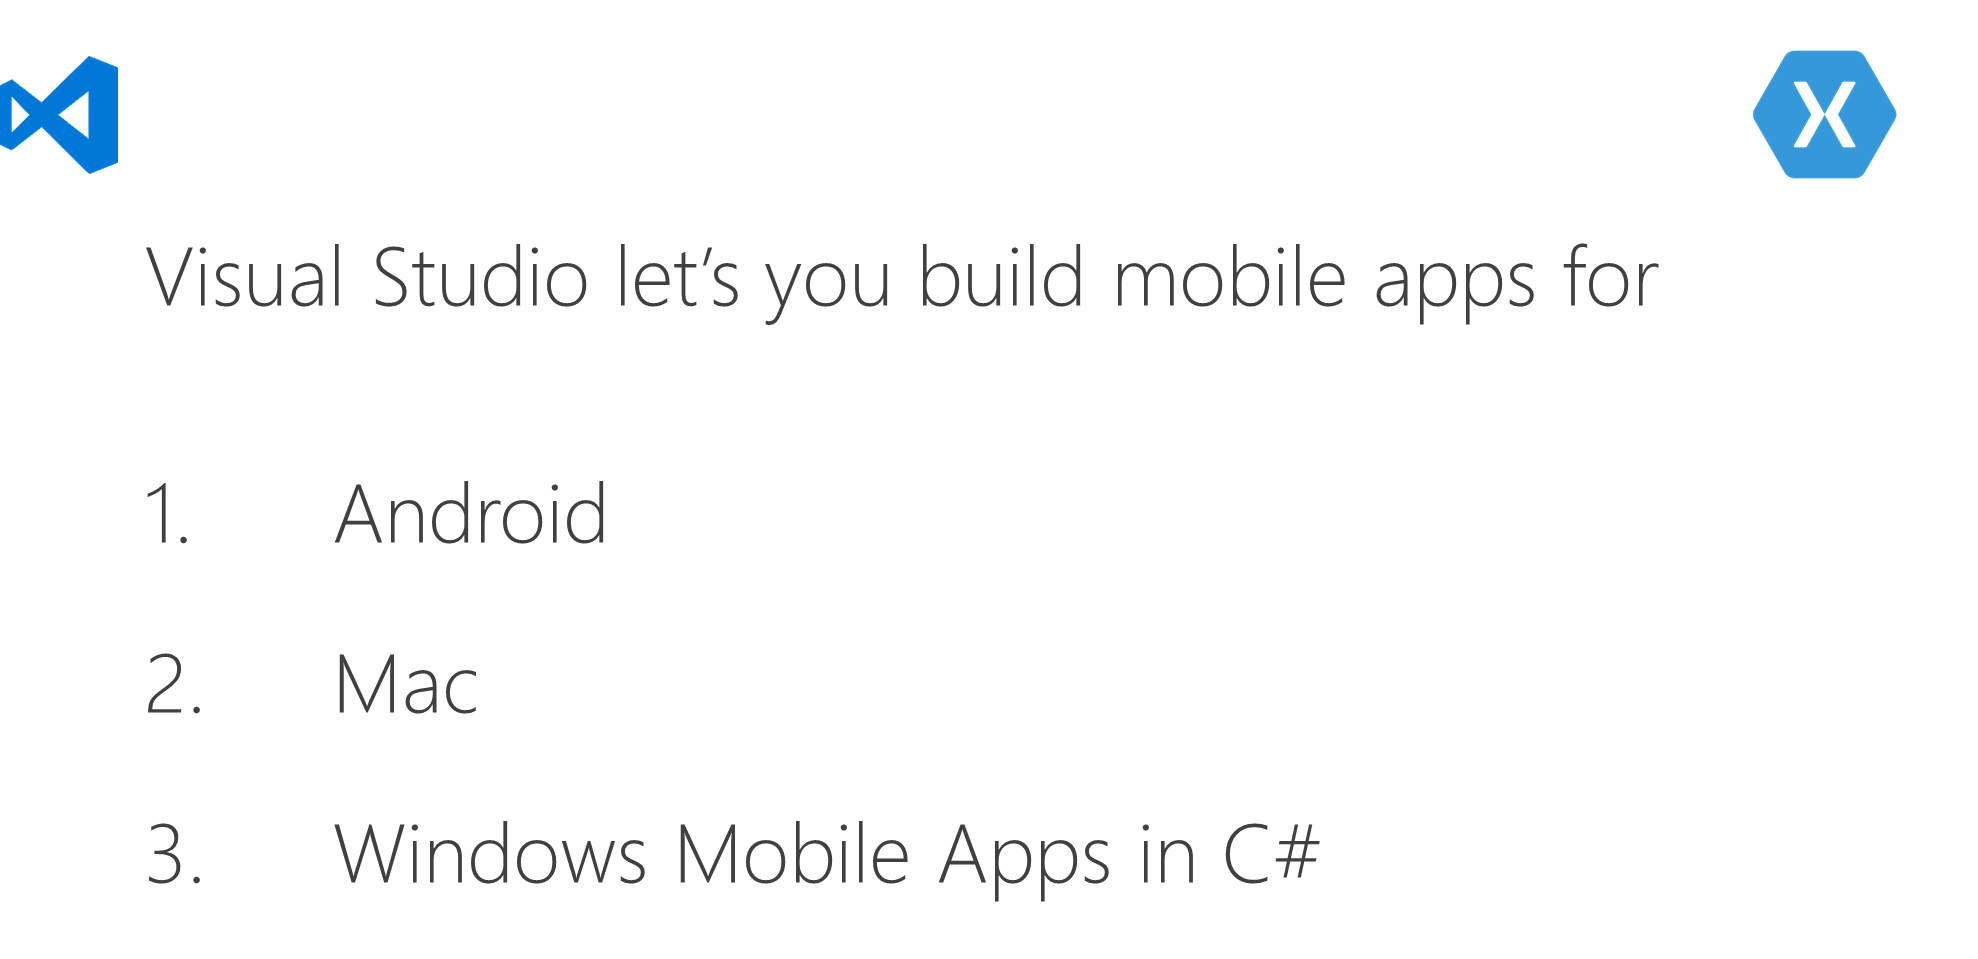 Visual Studio let’s you build mobile apps for
1. Android
2. Mac
3. Windows Mobile Apps in C#